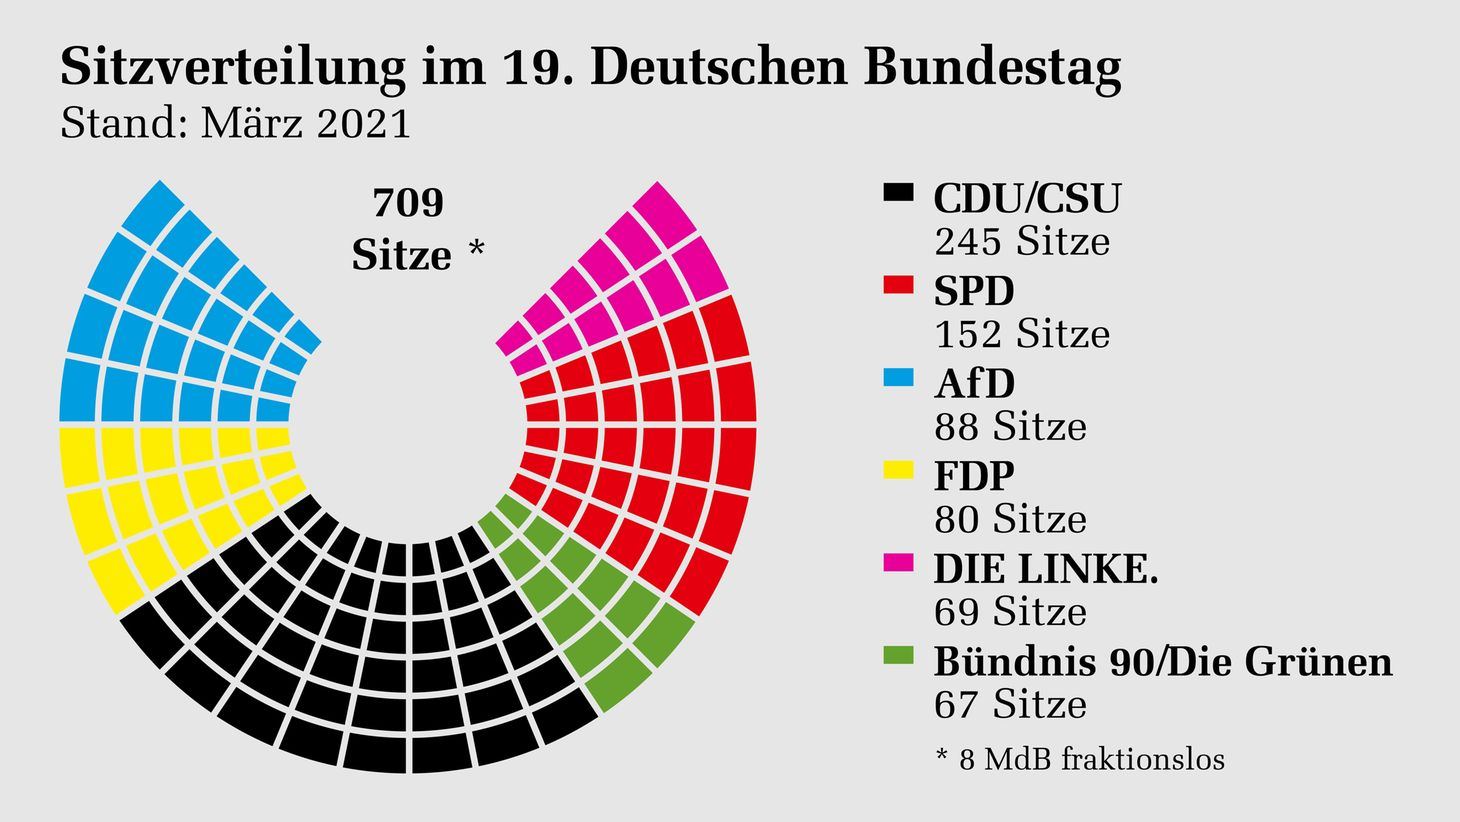 Sitzverteilung im 19. Deutschen Bundestag
Stand: März 2021
709
Sitze *
CDU/CSU
245 Sitze
SPD
152 Sitze
AfD
88 Sitze
FDP
80 Sitze
DIE LINKE.
69 Sitze
Bündnis 90/Die Grünen
67 Sitze
* 8 MdB fraktionslos